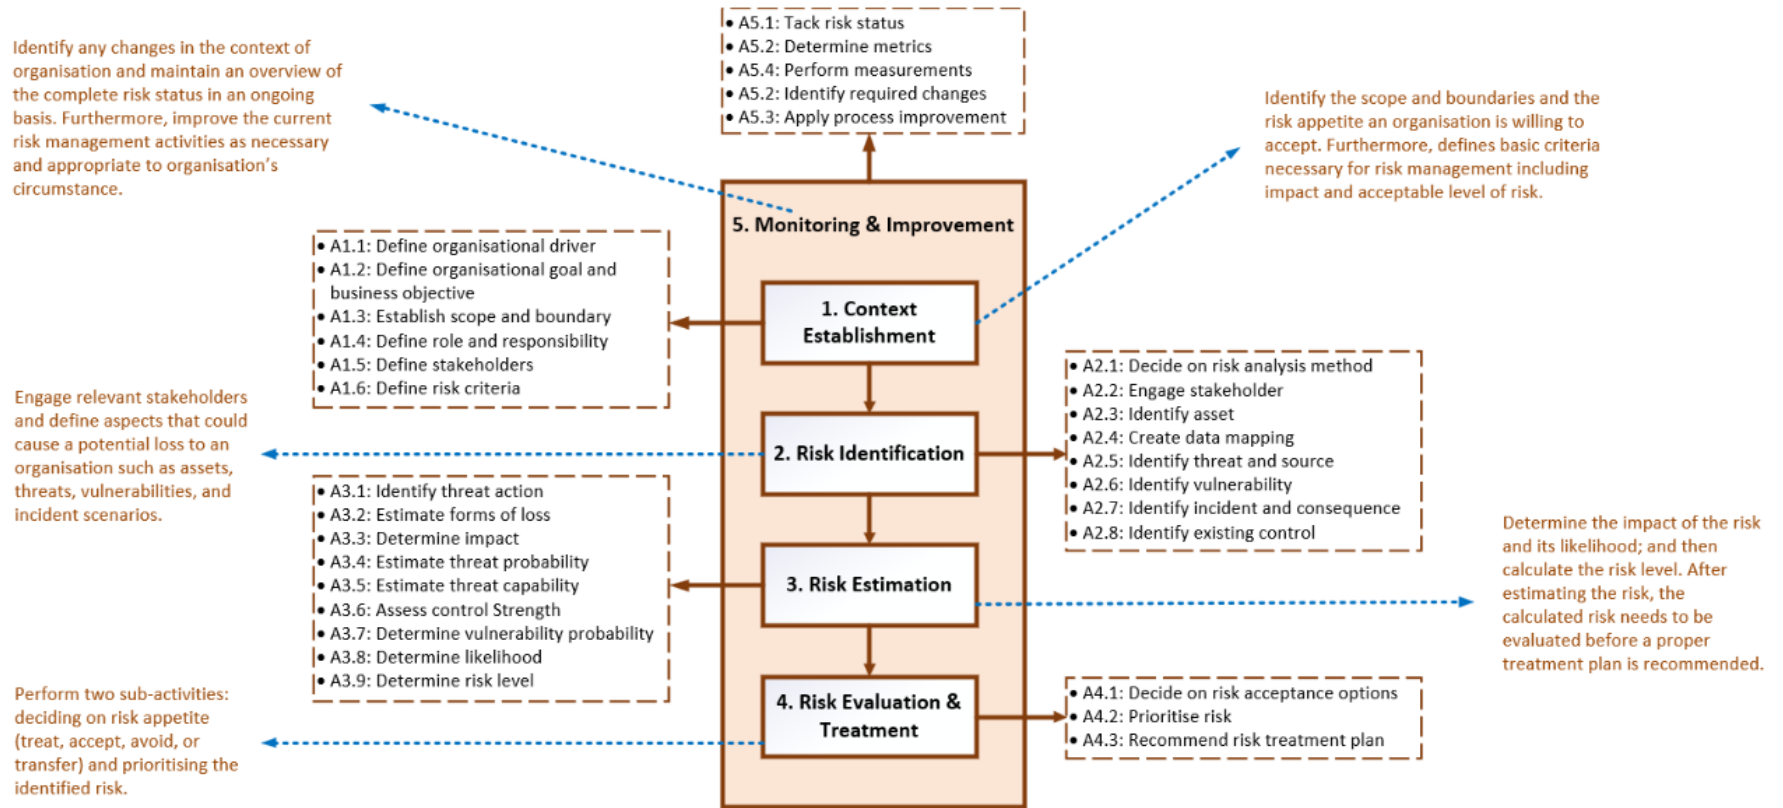 A5.1: Tack risk status
A5.2: Determine metrics
A5.4: Perform measurements
A5.2: Identify required changes
A5.3: Apply process improvement
Identify any changes in the context of
organisation and maintain an overview of
the complete risk status in an ongoing
basis. Furthermore, improve the current
risk management activities as necessary
and appropriate to organisation's
circumstance.
Identify the scope and boundaries and the
risk appetite an organisation is willing to
accept. Furthermore, defines basic criteria
necessary for risk management including
impact and acceptable level of risk.
5. Monitoring & Improvement
A1.1: Define organisational driver
A1.2: Define organisational goal and
business objective
A1.3: Establish scope and boundary
A1.4: Define role and responsibility
A1.5: Define stakeholders
A1.6: Define risk criteria
1. Context
Establishment
A2.1: Decide on risk analysis method
A2.2: Engage stakeholder
A2.3: Identify asset
A2.4: Create data mapping
A2.5: Identify threat and source
A2.6: Identify vulnerability
A2.7: Identify incident and consequence
A2.8: Identify existing control
Engage relevant stakeholders
and define aspects that could
cause a potential loss to an
organisation such as assets,
threats, vulnerabilities, and
incident scenarios.
2. Risk Identification
A3.1: Identify threat action
A3.2: Estimate forms of loss
A3.3: Determine impact
A3.4: Estimate threat probability
A3.5: Estimate threat capability
A3.6: Assess control Strength
A3.7: Determine vulnerability probability
A3.8: Determine likelihood
A3.9: Determine risk level
3. Risk Estimation
Determine the impact of the risk
and its likelihood; and then
calculate the risk level. After
estimating the risk, the
calculated risk needs to be
evaluated before a proper
treatment plan is recommended.
Perform two sub-activities:
deciding on risk appetite
(treat, accept, avoid, or
transfer) and prioritising the
identified risk.
4. Risk Evaluation &
Treatment
A4.1: Decide on risk acceptance options
A4.2: Prioritise risk
A4.3: Recommend risk treatment plan